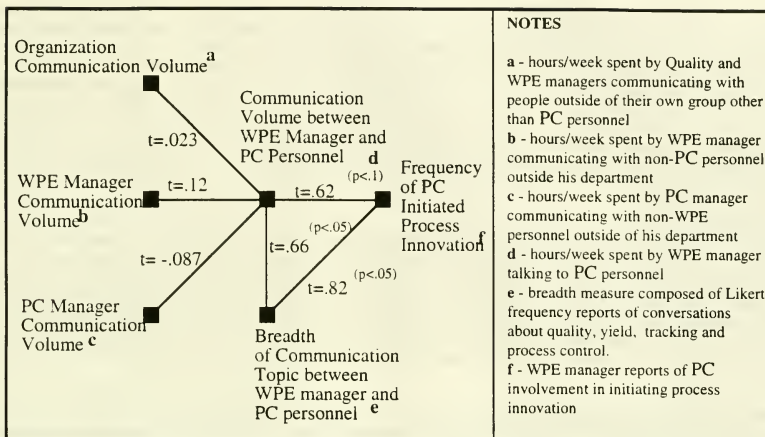 Organization
Communication Volume a
t=.023
Communication
Volume between
WPE Manager and
PC Personnel d
WPE Manager
Communication
Volume b
t=.12
t=.62 (p<.1)
Frequency
of PC
Initiated
Process
Innovation f
t=.66 (p<.05)
t= -.087
t=.82 (p<.05)
PC Manager
Communication
Volume c
Breadth
of Communication
Topic between
WPE manager and
PC personnel e
NOTES
a - hours/week spent by Quality and
WPE managers communicating with
people outside of their own group other
than PC personnel
b - hours/week spent by WPE manager
communicating with non-PC personnel
outside his department
c - hours/week spent by PC manager
communicating with non-WPE
personnel outside of his department
d - hours/week spent by WPE manager
talking to PC personnel
e - breadth measure composed of Likert
frequency reports of conversations
about quality, yield, tracking and
process control.
f - WPE manager reports of PC
involvement in initiating process
innovation